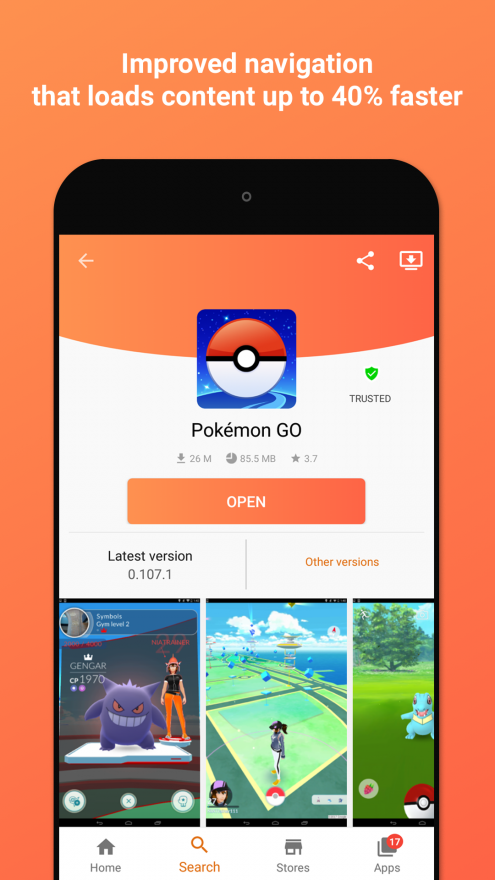 Improved navigation
that loads content up to 40% faster
TRUSTED
Pokémon GO
26 M 85.5 MB 3.7
OPEN
Latest version
0.107.1
Other versions
Symbols
Gym level 2
GENGAR
CP 1970
17
Home Search Stores Apps